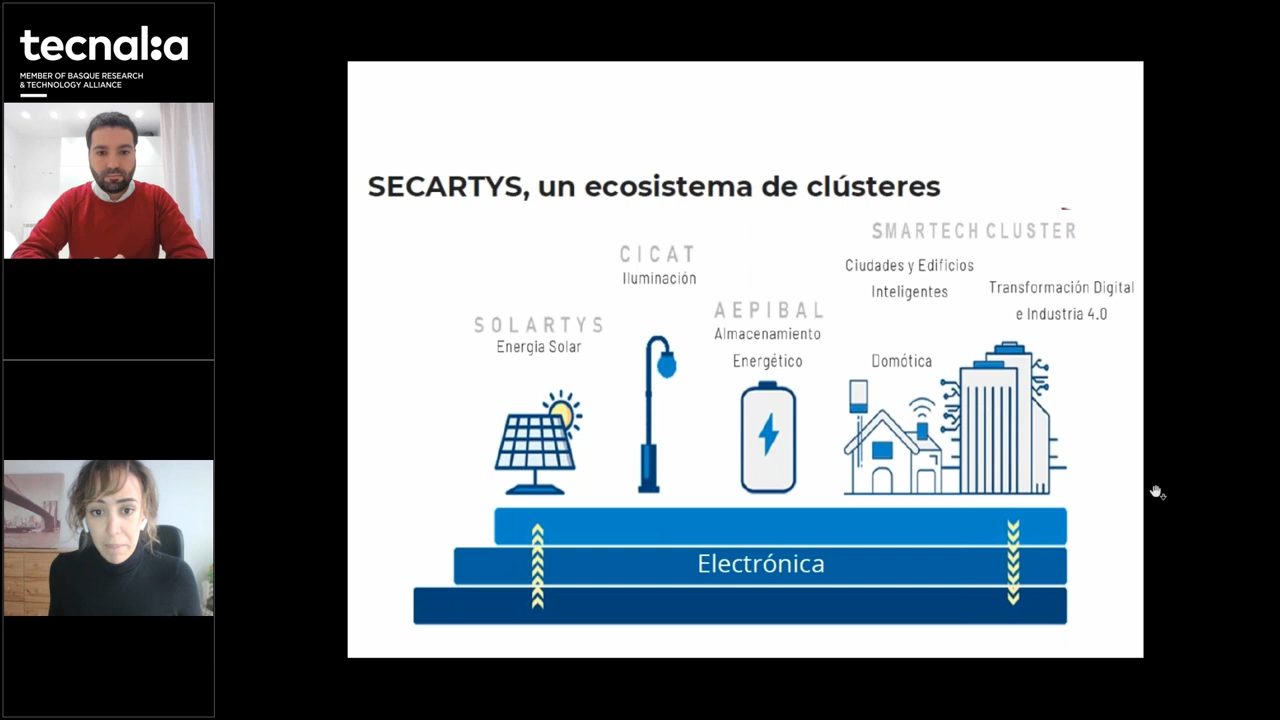 tecnal:a
MEMBER OF BASQUE RESEARCH
& TECHNOLOGY ALLIANCE
SECARTYS, un ecosistema de clústeres
SMARTECH CLUSTER
CICAT
Iluminación
Ciudades y Edificios
Inteligentes
Transformación Digital
e Industria 4.0
AEPIBAL
Almacenamiento
Energético
SOLARTYS
Energía Solar
Domótica
Electrónica